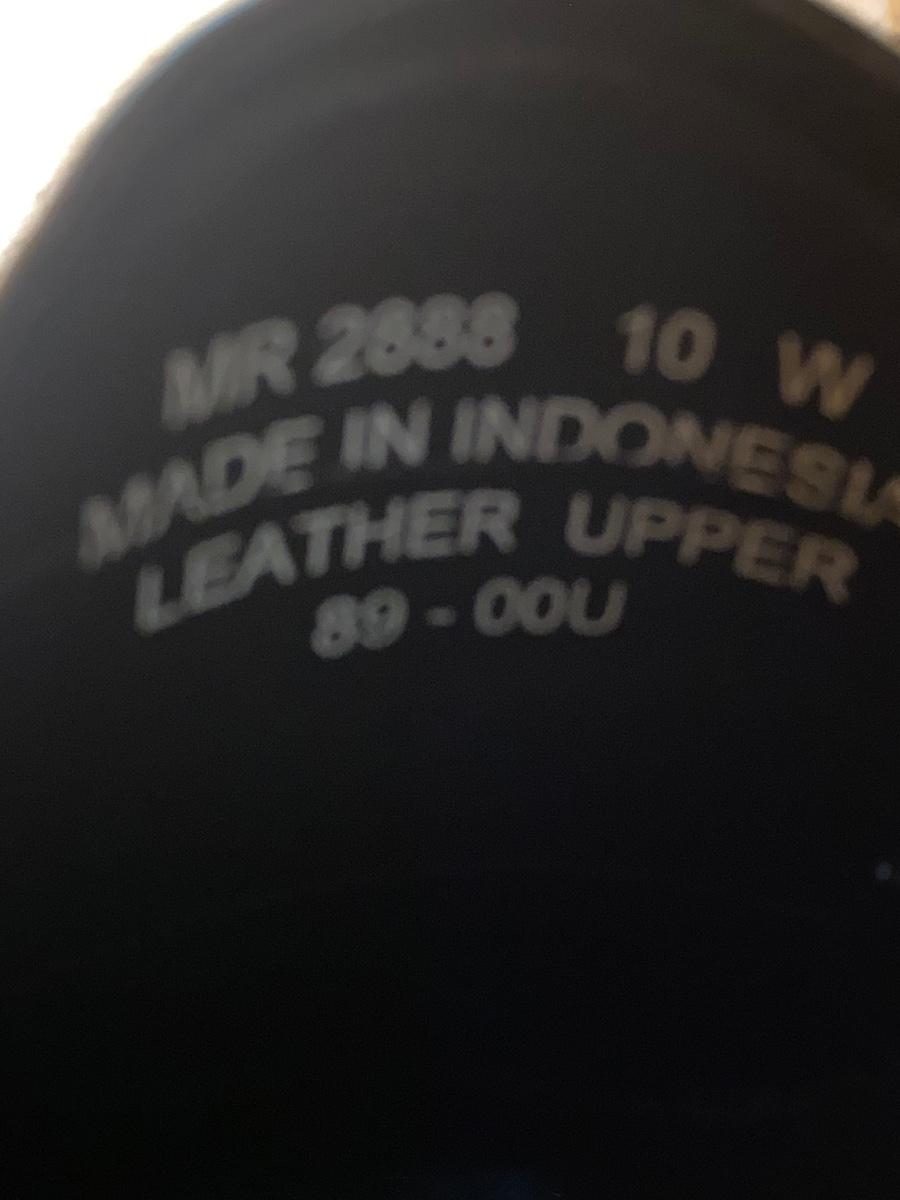 MR 2888 10 W
MADE IN INDONESIA
LEATHER UPPER
89 - 00U